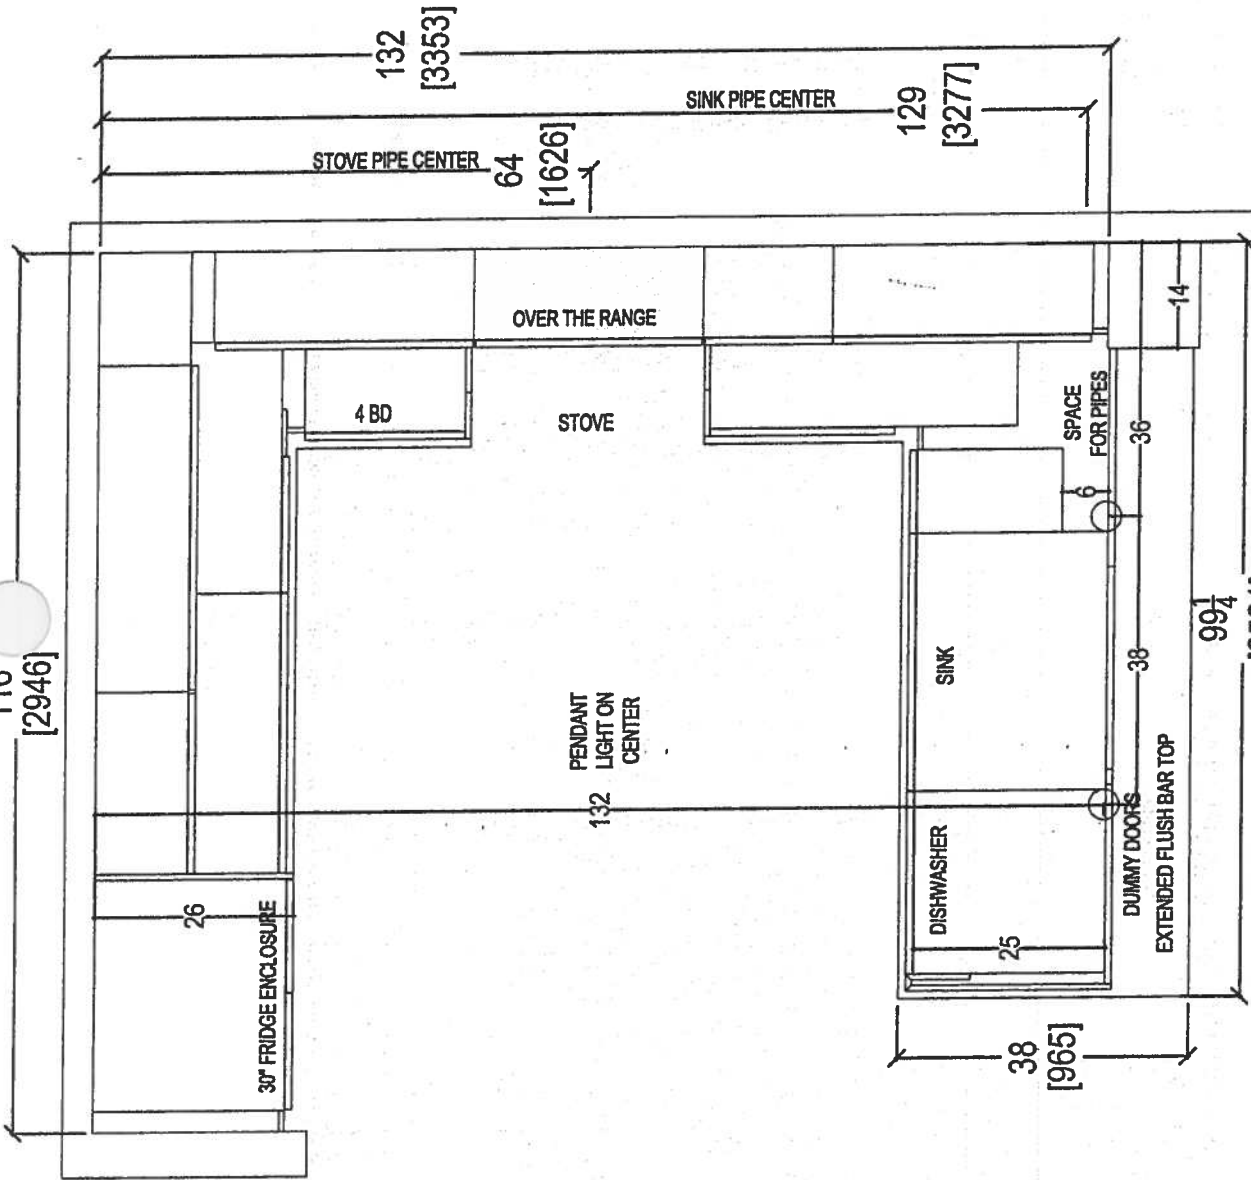 132
[3353]
SINK PIPE CENTER
129
[3277]
STOVE PIPE CENTER
64
[1626]
OVER THE RANGE
14
4 BD
STOVE
SPACE
FOR PIPES
36
6
[2946]
SINK
38
99 1/4
PENDANT
LIGHT ON
CENTER
132
DISHWASHER
DUMMY DOORS
EXTENDED FLUSH BAR TOP
26
30" FRIDGE ENCLOSURE
25
38
[965]